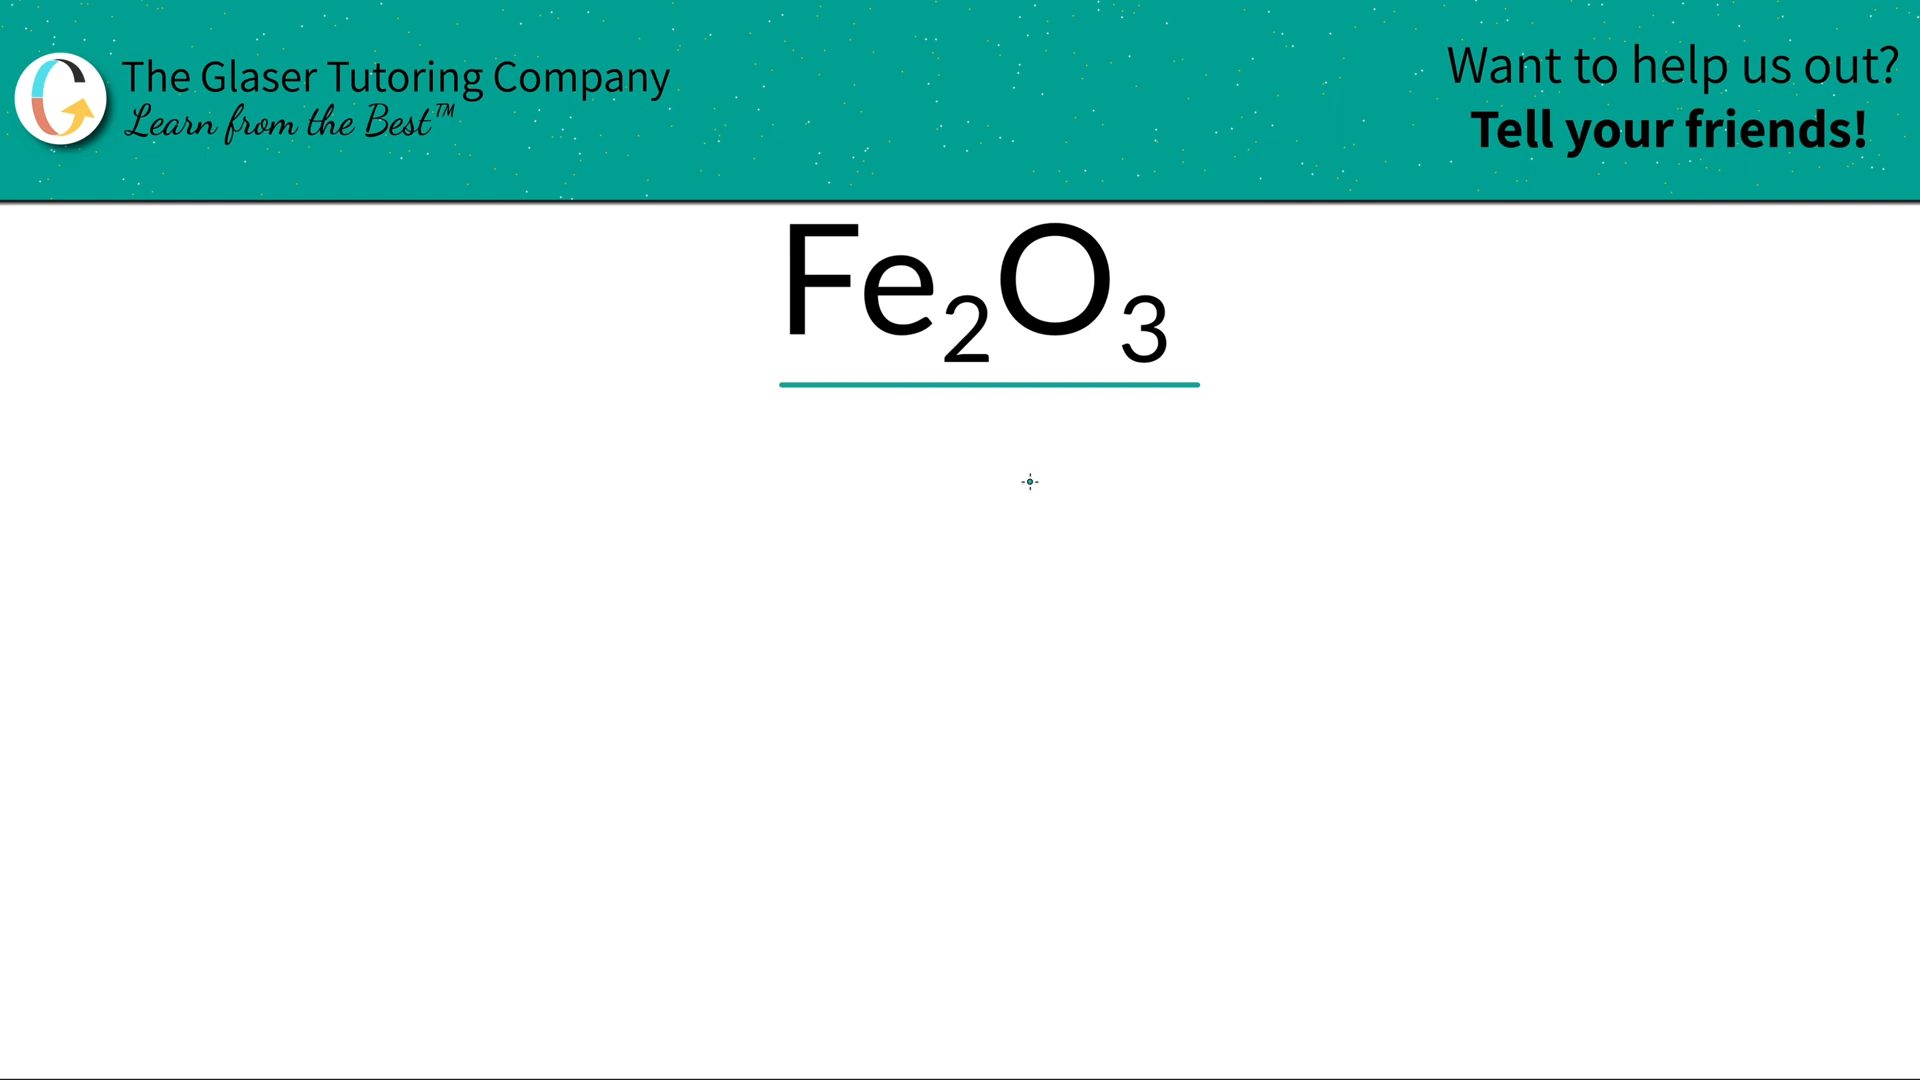 The Glaser Tutoring Company
Learn from the Best™
Want to help us out?
Tell your friends!
Fe₂O₃